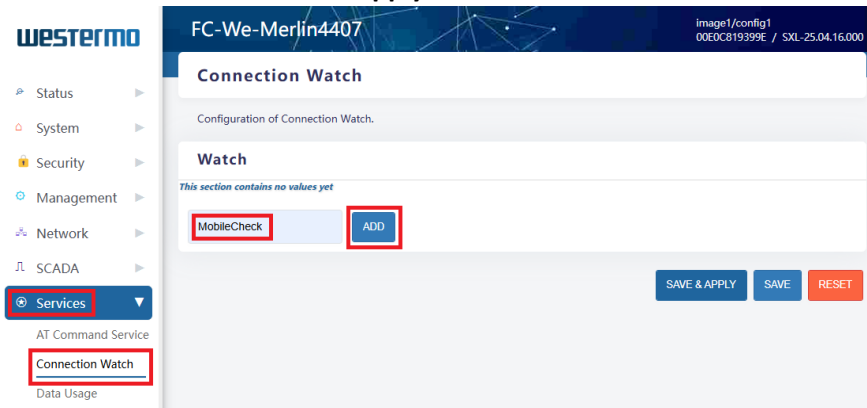 westermo
FC-We-Merlin4407
image1/config1
00E0C819399E / SXL-25.04.16.000
Connection Watch
Configuration of Connection Watch.
Watch
This section contains no values yet
MobileCheck
ADD
SAVE & APPLY
SAVE
RESET
Status
System
Security
Management
Network
SCADA
Services
AT Command Service
Connection Watch
Data Usage